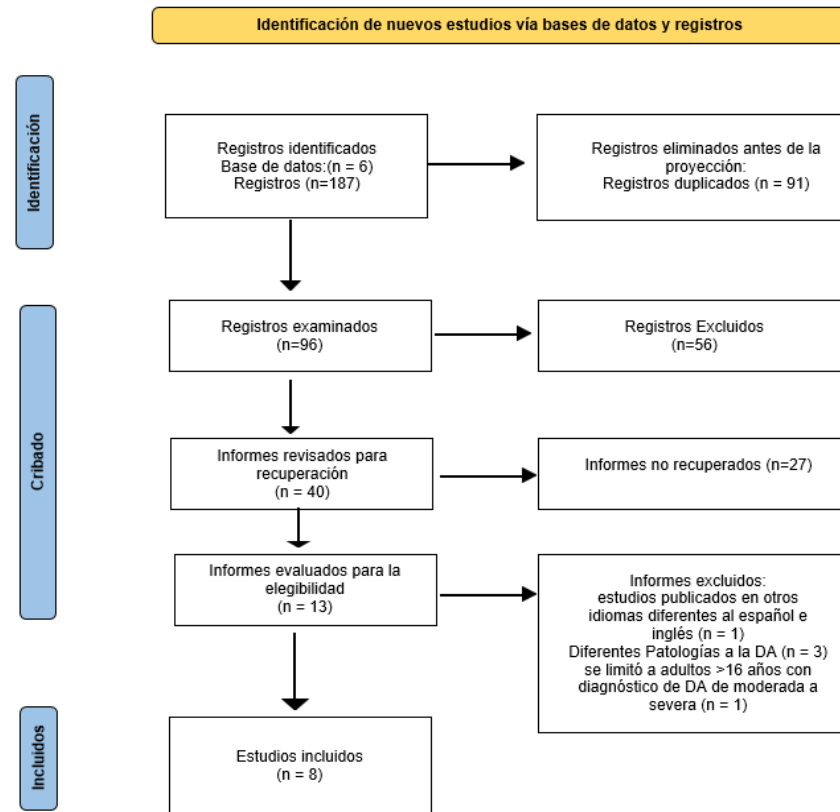 Identificación de nuevos estudios vía bases de datos y registros
Identificación
Registros identificados
Base de datos:(n = 6)
Registros (n=187)
Registros eliminados antes de la
proyección:
Registros duplicados (n = 91)
Cribado
Registros examinados
(n=96)
Registros Excluidos
(n=56)
Informes revisados para
recuperación
(n = 40)
Informes no recuperados (n=27)
Informes evaluados para la
elegibilidad
(n = 13)
Informes excluidos:
estudios publicados en otros
idiomas diferentes al español e
inglés (n = 1)
Diferentes Patologías a la DA (n = 3)
se limitó a adultos >16 años con
diagnóstico de DA de moderada a
severa (n = 1)
Incluidos
Estudios incluidos
(n = 8)